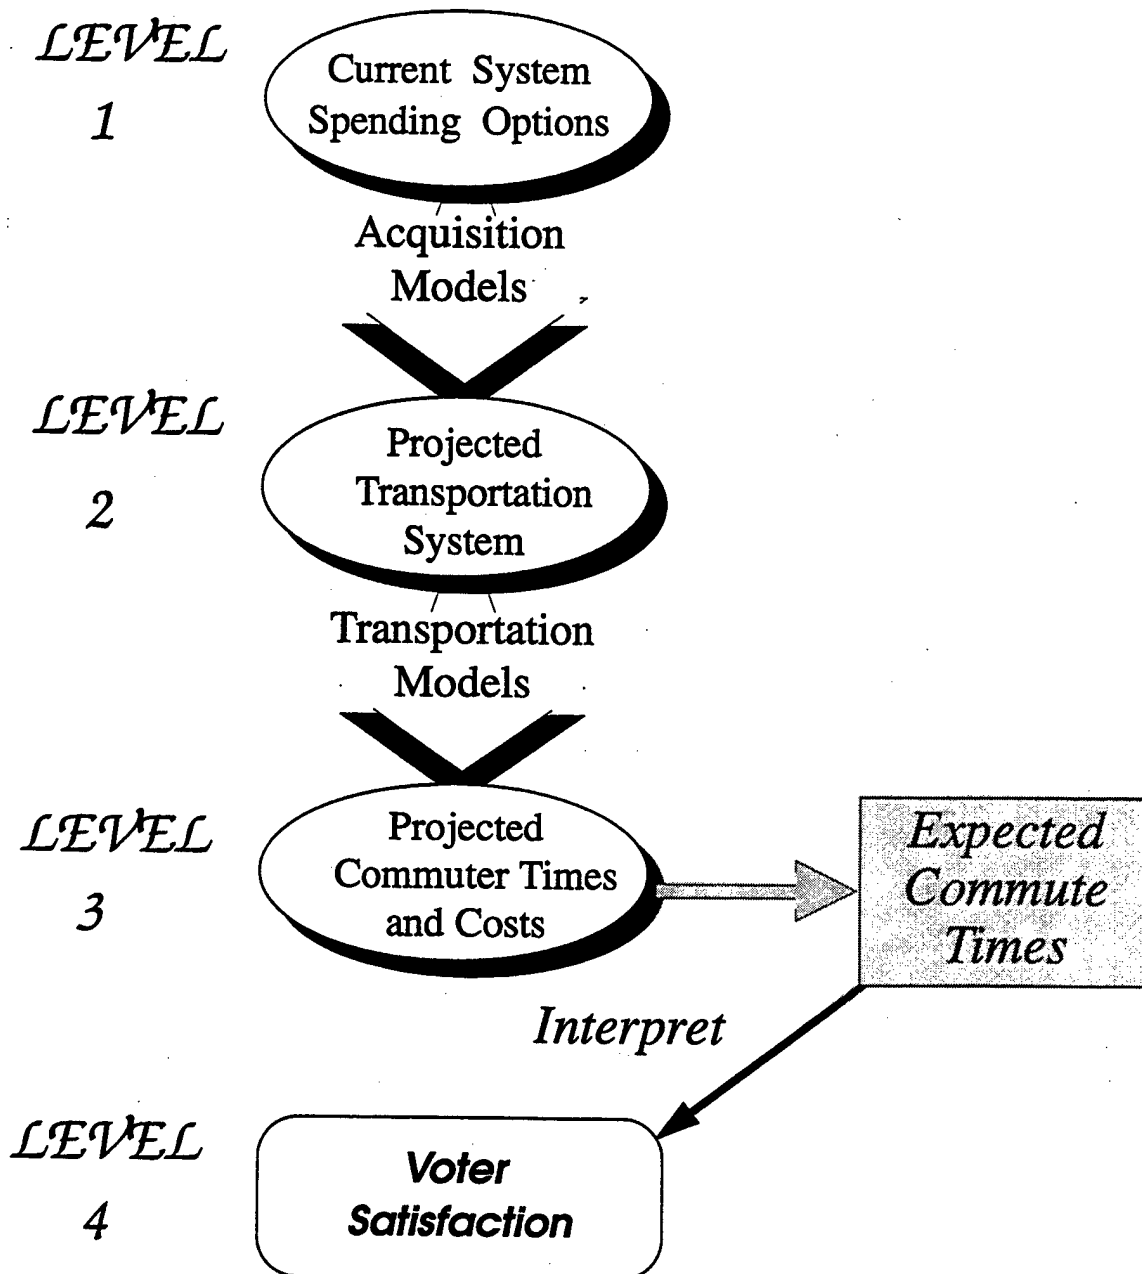 LEVEL
1
Current System
Spending Options
Acquisition
Models
LEVEL
2
Projected
Transportation
System
Transportation
Models
LEVEL
3
Projected
Commuter Times
and Costs
Expected
Commute
Times
Interpret
LEVEL
4
Voter
Satisfaction